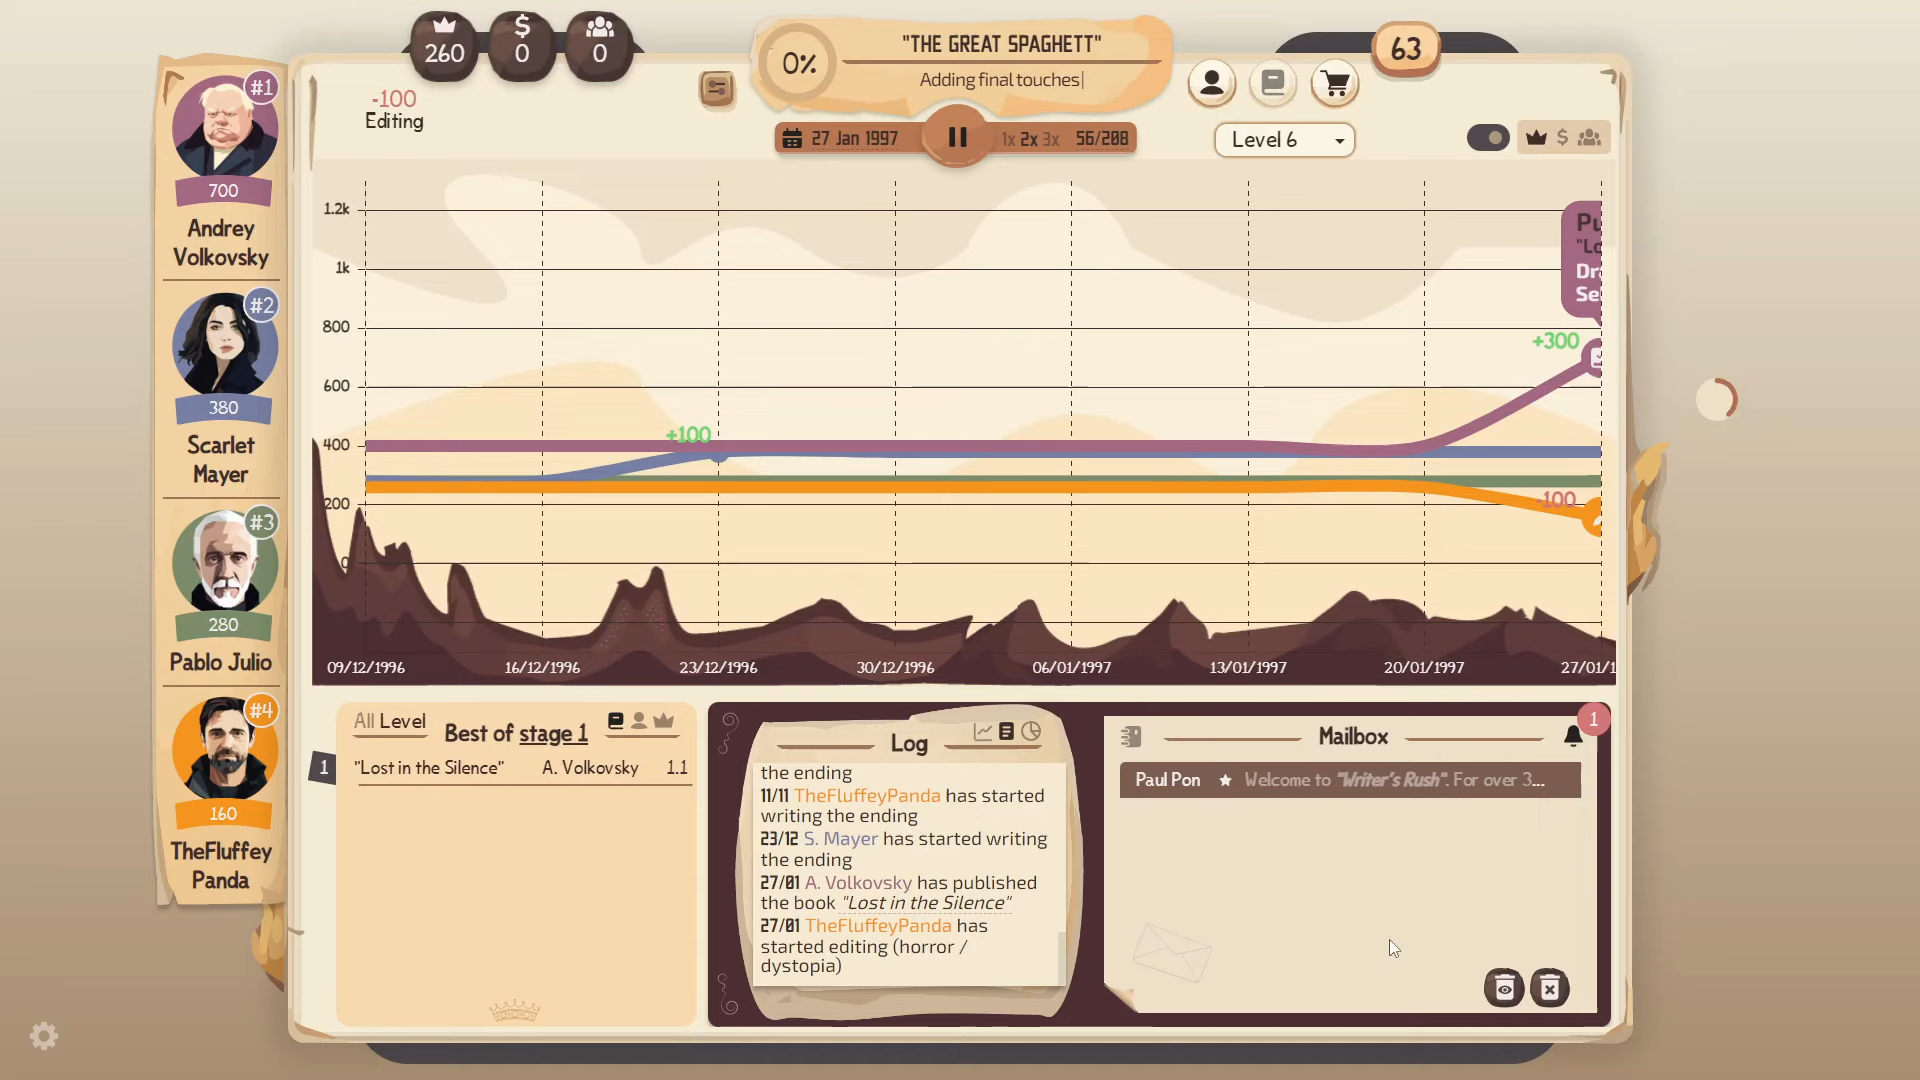 260
0
0
0%
"THE GREAT SPAGHETT"
Adding final touches
63
-100
Editing
27 Jan 1997
1x 2x 3x
56/208
Level 6
#1
700
Andrey
Volkovsky
#2
380
Scarlet
Mayer
#3
280
Pablo Julio
#4
160
TheFluffey
Panda
1.2k
1k
800
600
400
200
0
+100
+300
-100
Pu
"Lo
Dr
Se
09/12/1996
16/12/1996
23/12/1996
30/12/1996
06/01/1997
13/01/1997
20/01/1997
27/01/1
All Level
Best of stage 1
1
"Lost in the Silence" A. Volkovsky 1.1
Log
the ending
11/11 TheFluffeyPanda has started
writing the ending
23/12 S. Mayer has started writing
the ending
27/01 A. Volkovsky has published
the book "Lost in the Silence"
27/01 TheFluffeyPanda has
started editing (horror /
dystopia)
Mailbox
1
Paul Pon Welcome to "Writer's Rush". For over 3...